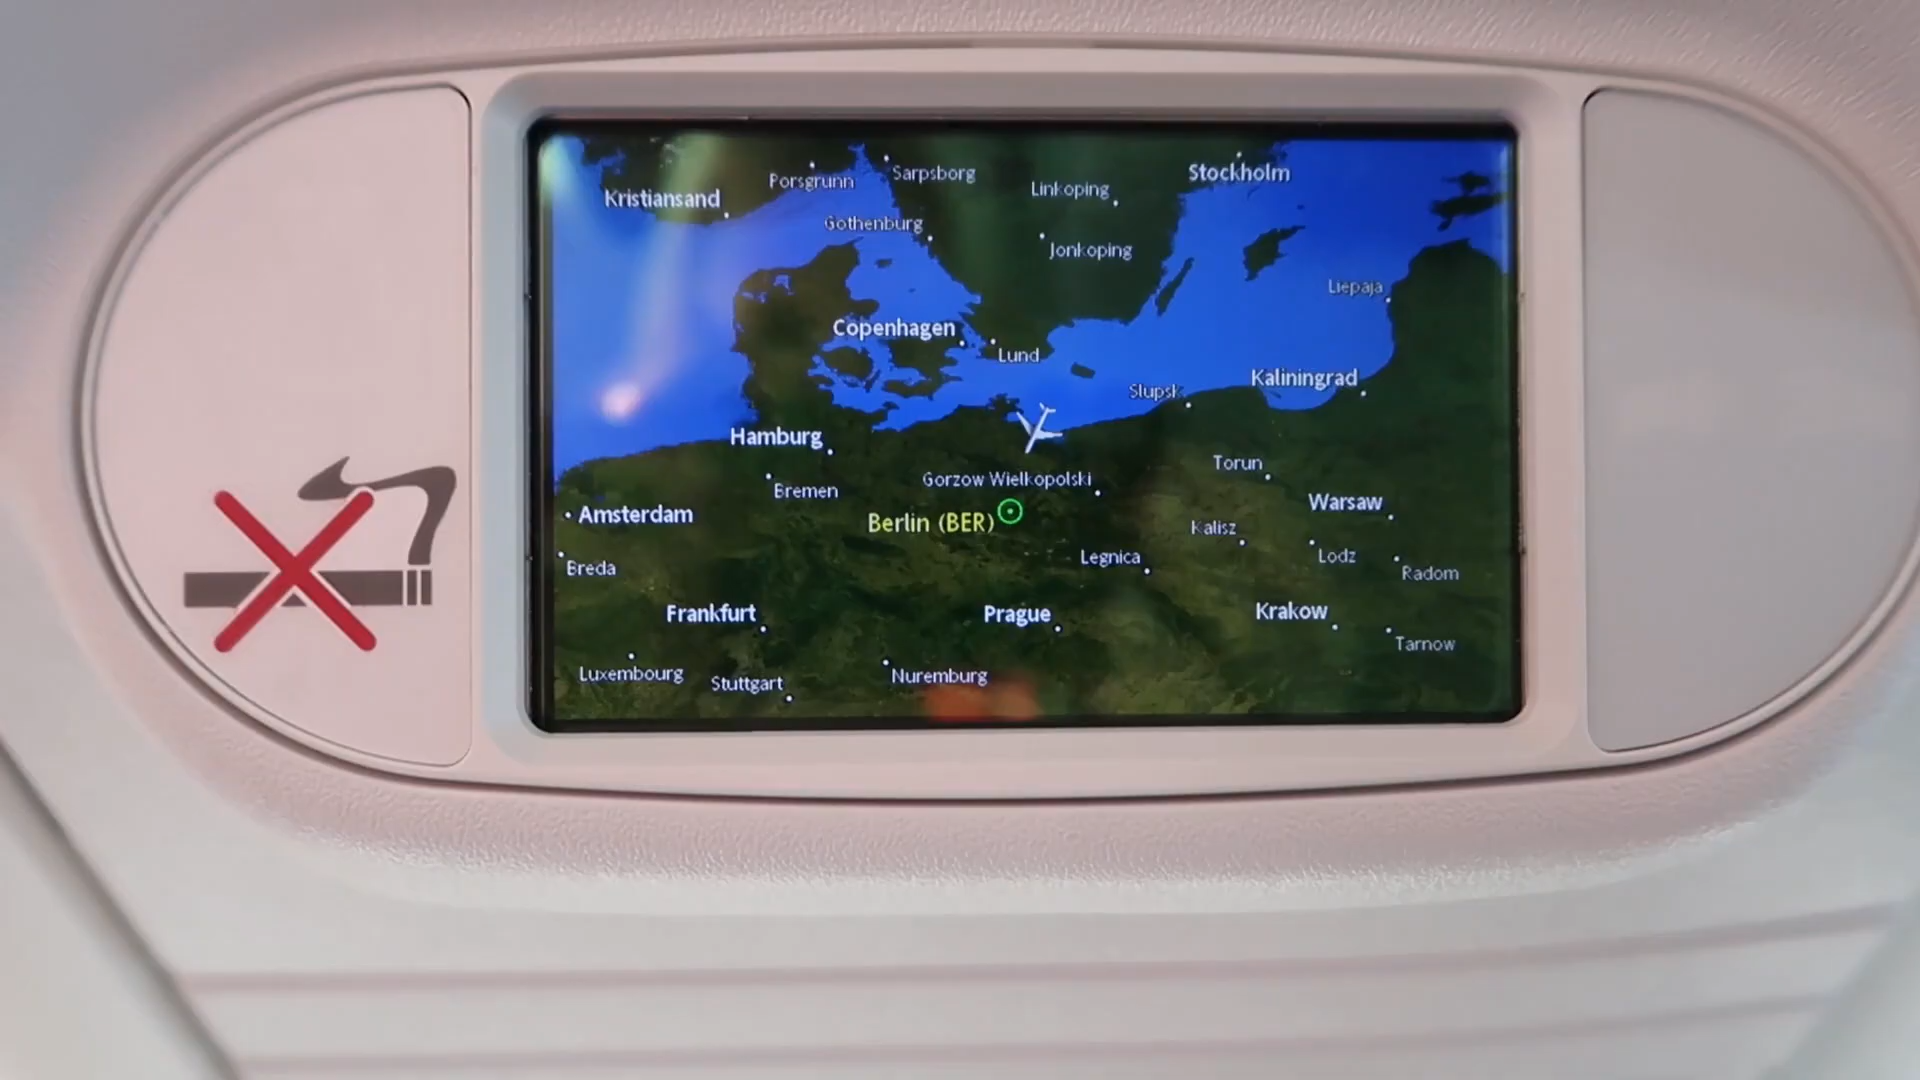 Porsgrunn
Sarpsborg
Stockholm
Linkoping
Kristiansand
Gothenburg
Jonkoping
Liepaja
Copenhagen
Lund
Kaliningrad
Slupsk
Hamburg
Torun
Gorzow Wielkopolski
Bremen
Warsaw
Amsterdam
Berlin (BER)
Kalisz
Lodz
Legnica
Breda
Radom
Frankfurt
Prague
Krakow
Tarnow
Luxembourg
Stuttgart
Nuremburg